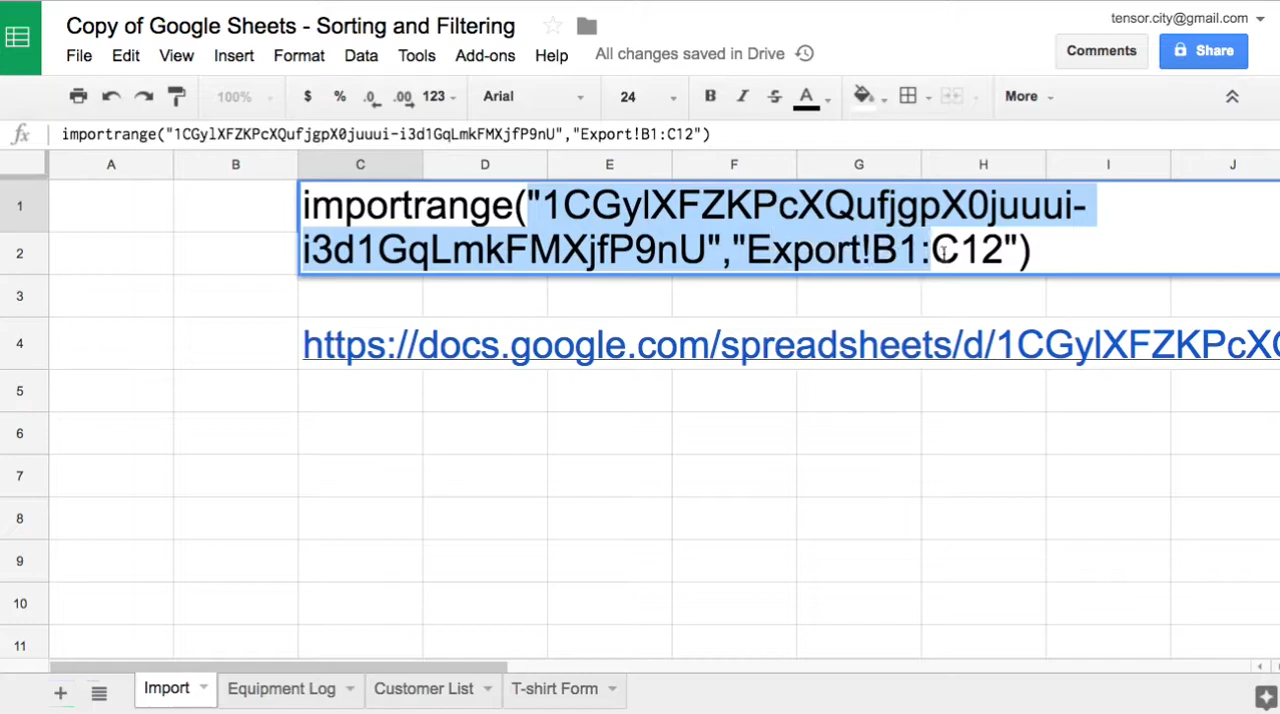 Copy of Google Sheets - Sorting and Filtering
tensor.city@gmail.com
File Edit View Insert Format Data Tools Add-ons Help All changes saved in Drive
Comments Share
100% $ % .0 .00 123 Arial 24 B I S A More
fx importrange("1CGylXFZKPcXQufjgpX0juuui-i3d1GqLmkFMXjfP9nU","Export!B1:C12")
A B C D E F G H I J
1 importrange("1CGylXFZKPcXQufjgpX0juuui-
2 i3d1GqLmkFMXjfP9nU","Export!B1:C12")
3
4 https://docs.google.com/spreadsheets/d/1CGylXFZKPcXQ
5
6
7
8
9
10
11
Import Equipment Log Customer List T-shirt Form